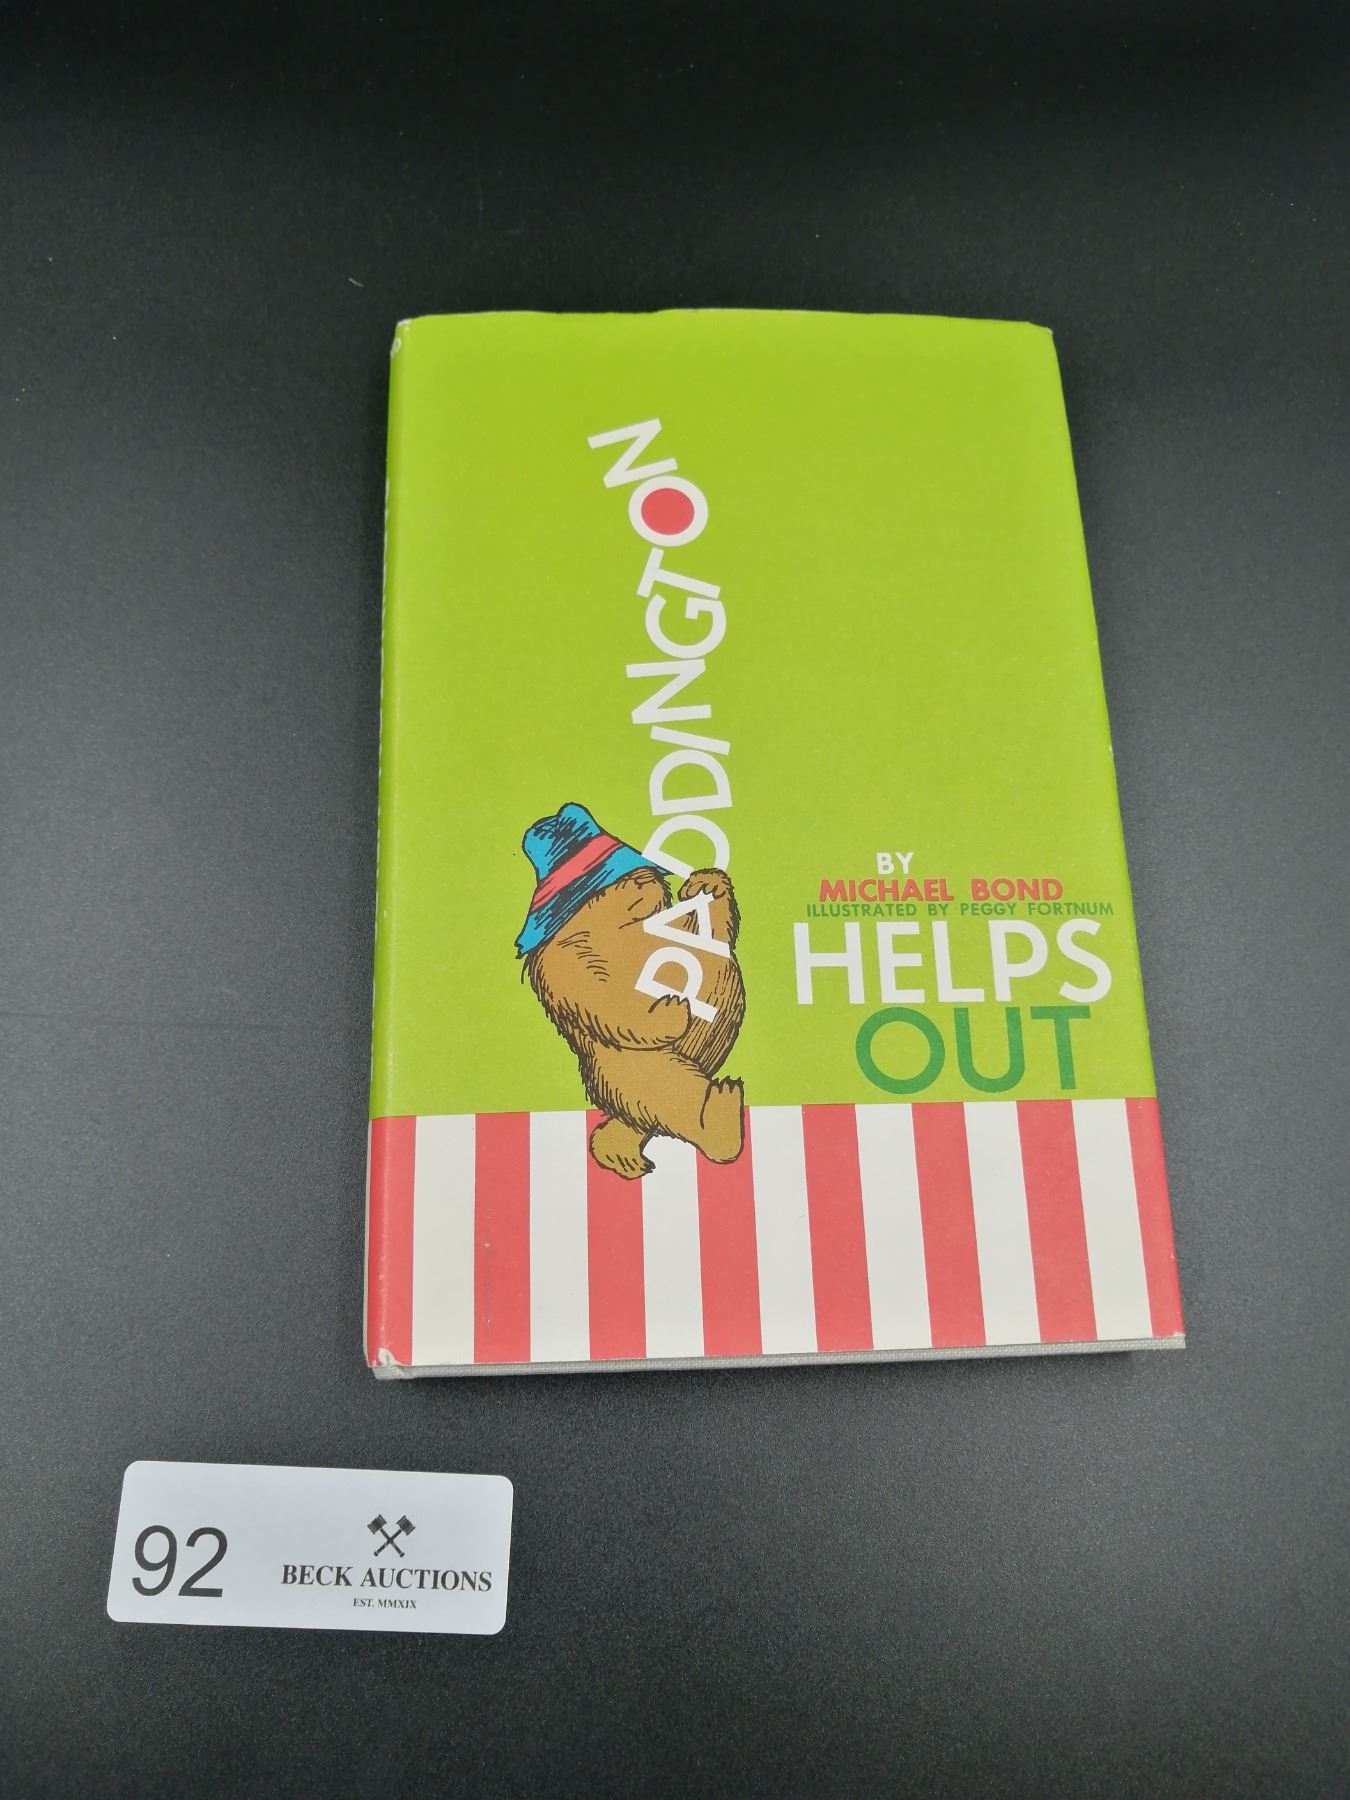 PADDINGTON
BY
MICHAEL BOND
ILLUSTRATED BY PEGGY FORTNUM
HELPS
OUT
92
BECK AUCTIONS
EST. MMXIX